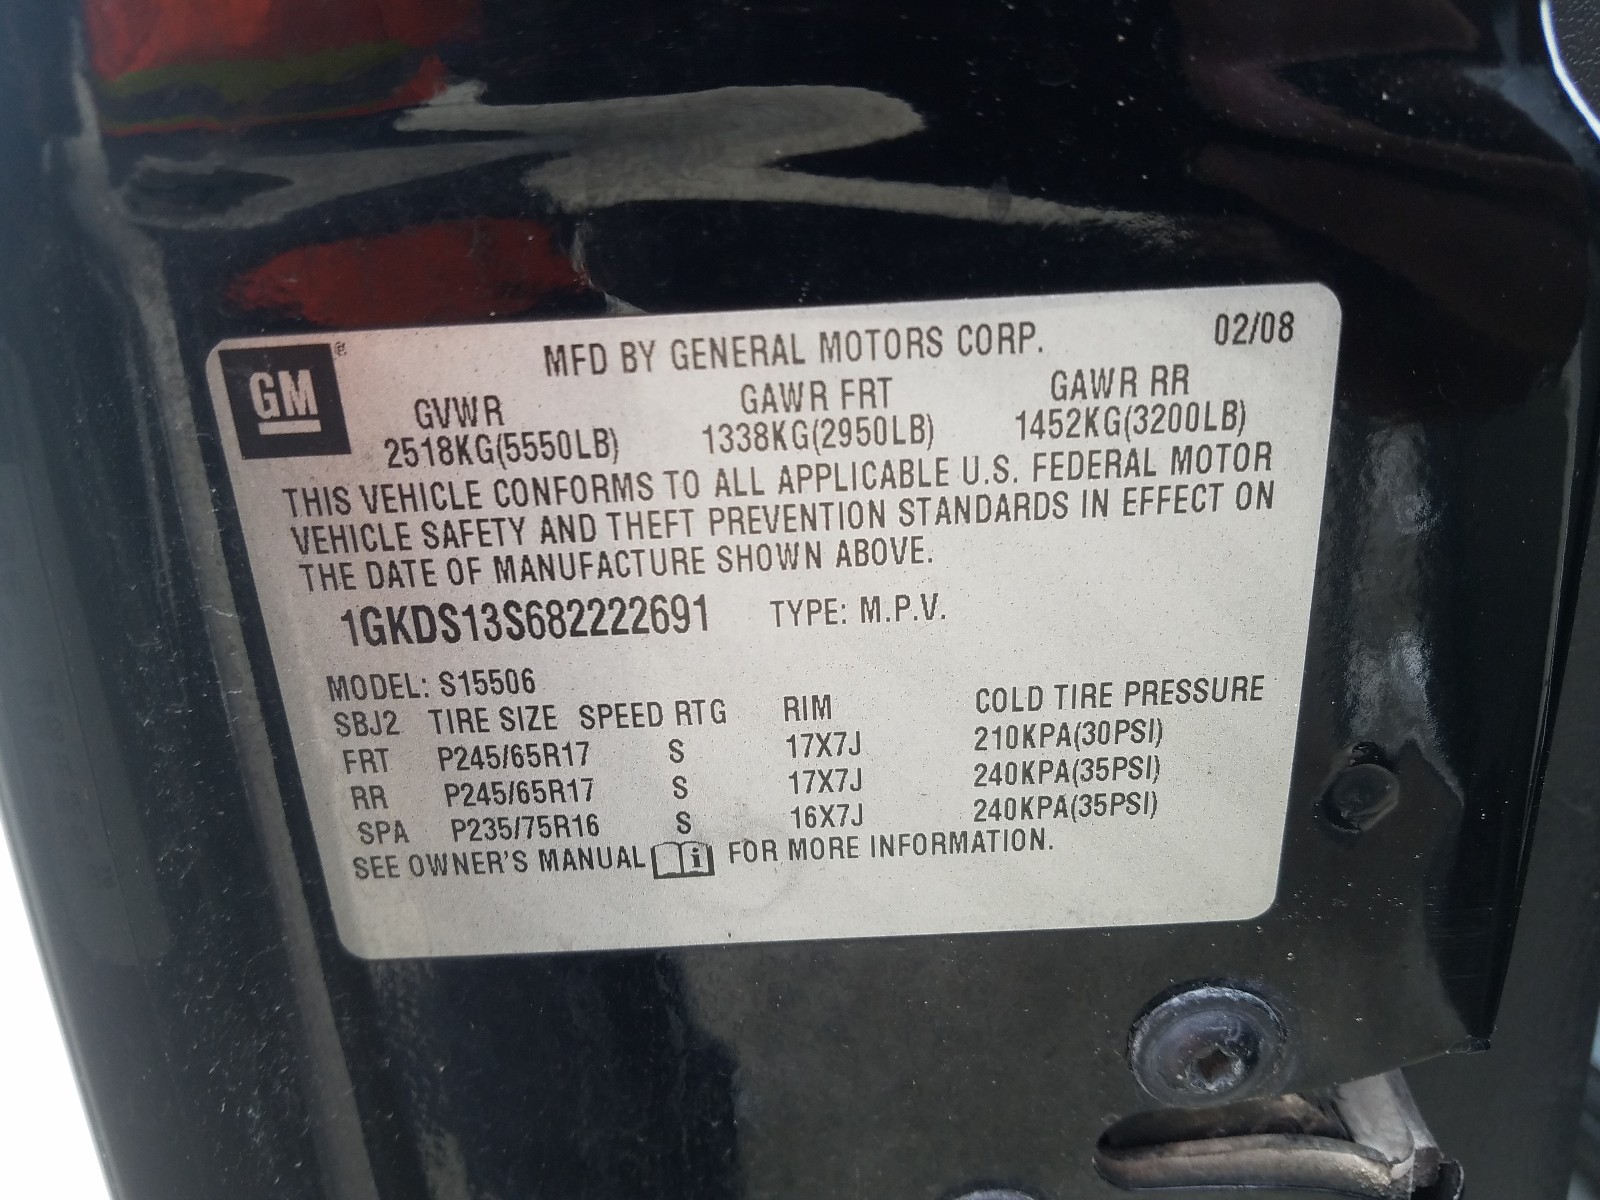 GM ® MFD BY GENERAL MOTORS CORP. 02/08
GVWR GAWR FRT GAWR RR
2518KG(5550LB) 1338KG(2950LB) 1452KG(3200LB)
THIS VEHICLE CONFORMS TO ALL APPLICABLE U.S. FEDERAL MOTOR
VEHICLE SAFETY AND THEFT PREVENTION STANDARDS IN EFFECT ON
THE DATE OF MANUFACTURE SHOWN ABOVE.
1GKDS13S682222691 TYPE: M.P.V.
MODEL: S15506
SBJ2 TIRE SIZE SPEED RTG RIM COLD TIRE PRESSURE
FRT P245/65R17 S 17X7J 210KPA(30PSI)
RR P245/65R17 S 17X7J 240KPA(35PSI)
SPA P235/75R16 S 16X7J 240KPA(35PSI)
SEE OWNER'S MANUAL i FOR MORE INFORMATION.